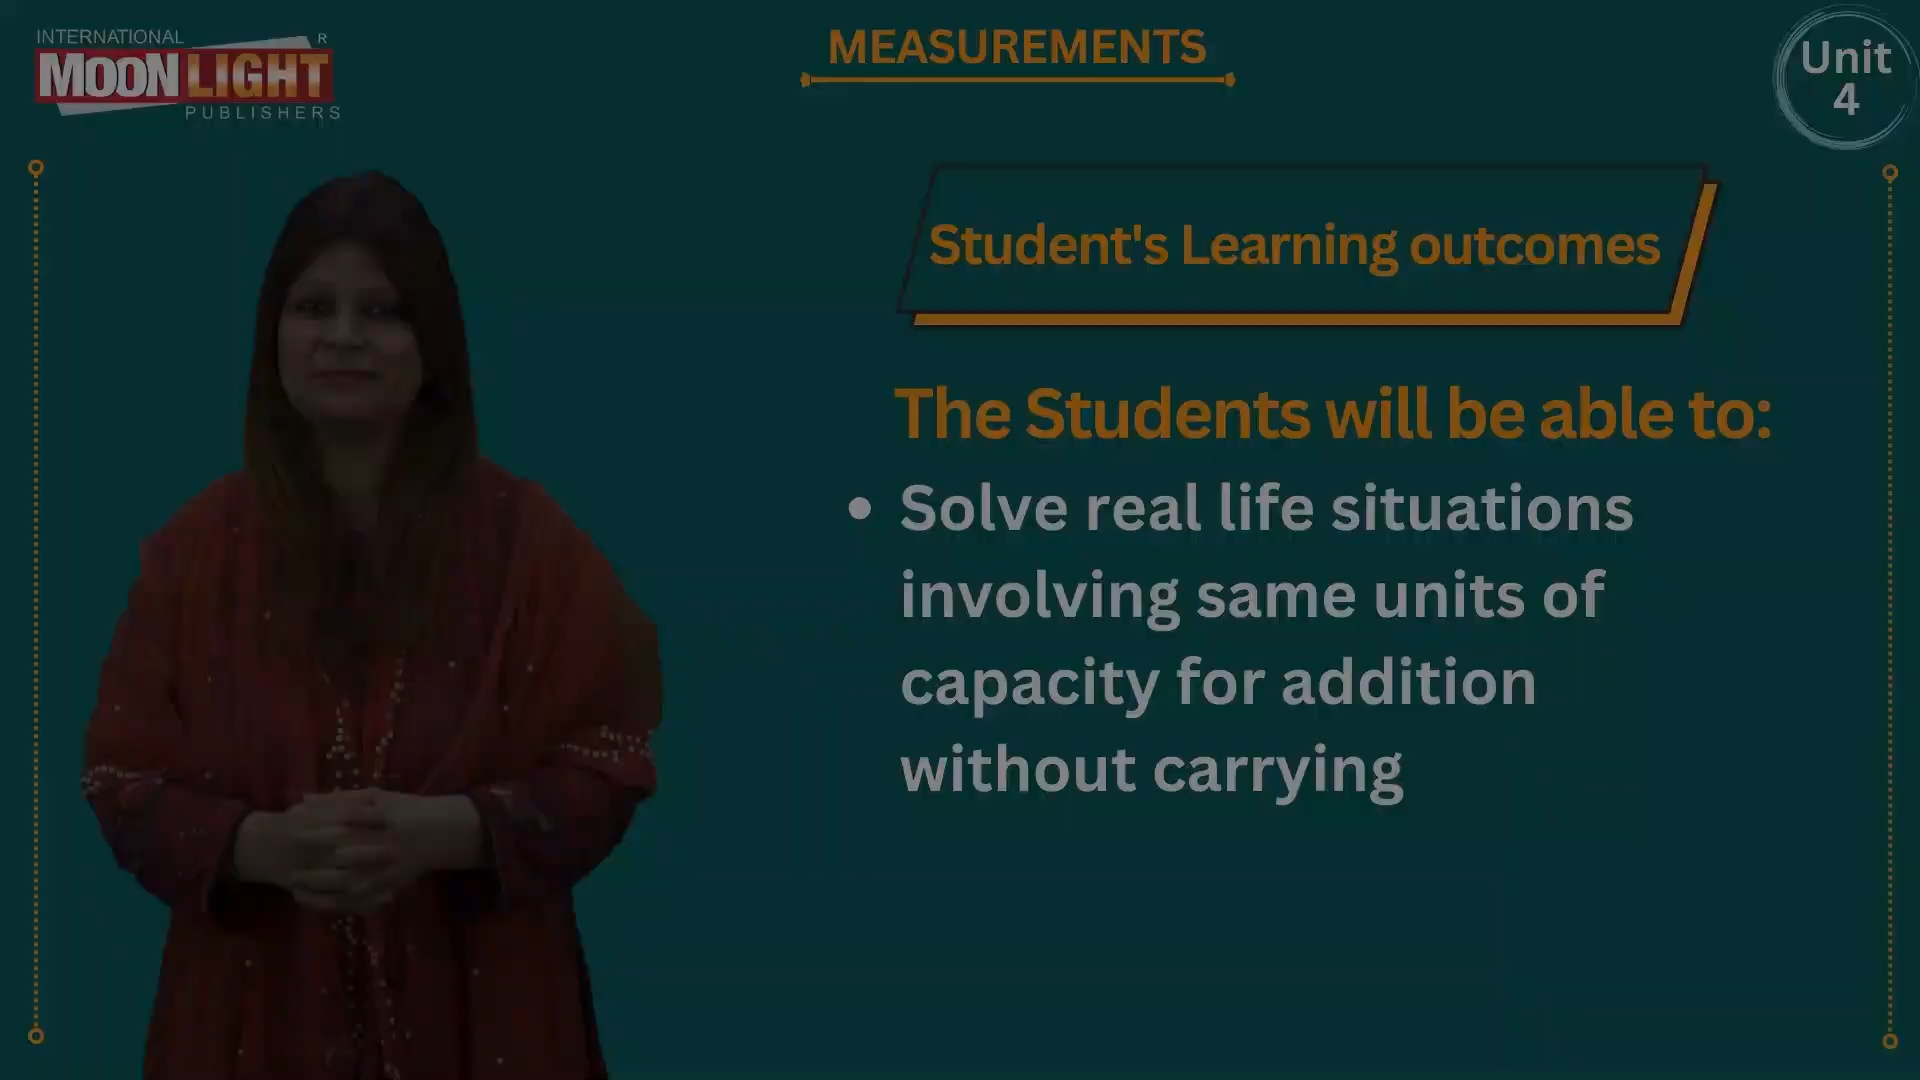 INTERNATIONAL
R
MOONLIGHT
PUBLISHERS
MEASUREMENTS
Unit
4
Student's Learning outcomes
The Students will be able to:
• Solve real life situations
involving same units of
capacity for addition
without carrying